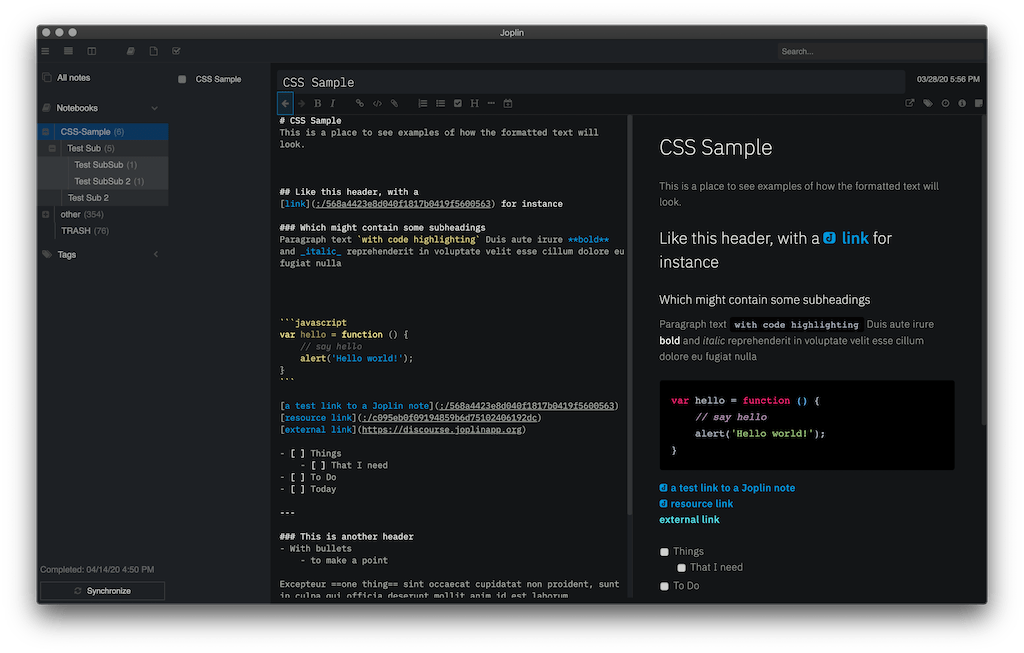 Joplin
Search...
All notes
Notebooks
CSS-Sample (6)
Test Sub (5)
Test SubSub (1)
Test SubSub 2 (1)
Test Sub 2
other (354)
TRASH (76)
Tags
Completed: 04/14/20 4:50 PM
Synchronize
CSS Sample
CSS Sample
03/28/20 5:56 PM
B I
H
# CSS Sample
This is a place to see examples of how the formatted text will
look.
## Like this header, with a
[link](:/568a4423e8d040f1817b0419f5600563) for instance
### Which might contain some subheadings
Paragraph text `with code highlighting` Duis aute irure **bold**
and _italic_ reprehenderit in voluptate velit esse cillum dolore eu
fugiat nulla
```javascript
var hello = function () {
// say hello
alert('Hello world!');
}
```
[a test link to a Joplin note](:/568a4423e8d040f1817b0419f5600563)
[resource link](:/c095eb0f09194859b6d75102406192dc)
[external link](https://discourse.joplinapp.org)
- [ ] Things
- [ ] That I need
- [ ] To Do
- [ ] Today
---
### This is another header
- With bullets
- to make a point
Excepteur ==one thing== sint occaecat cupidatat non proident, sunt
in culpa qui officia deserunt mollit anim id est laborum
CSS Sample
This is a place to see examples of how the formatted text will
look.
Like this header, with a link for
instance
Which might contain some subheadings
Paragraph text with code highlighting Duis aute irure
bold and italic reprehenderit in voluptate velit esse cillum
dolore eu fugiat nulla
var hello = function () {
// say hello
alert('Hello world!');
}
a test link to a Joplin note
resource link
external link
Things
That I need
To Do